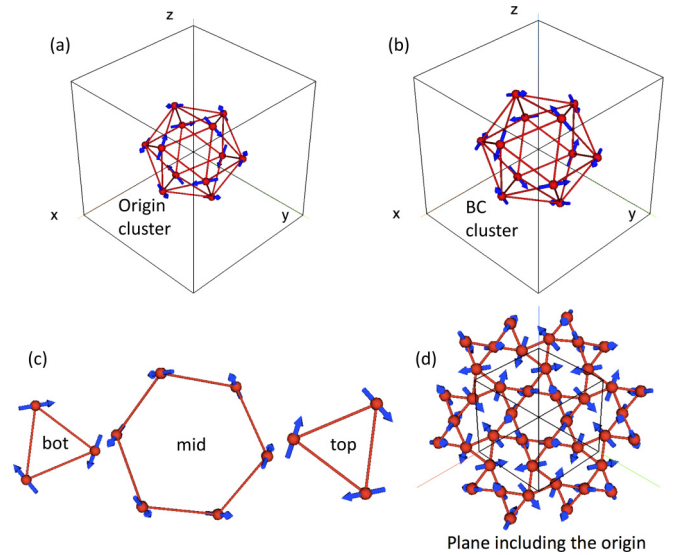 (a)
z
x
y
Origin
cluster
(b)
z
x
y
BC
cluster
(c)
bot
mid
top
(d)
Plane including the origin